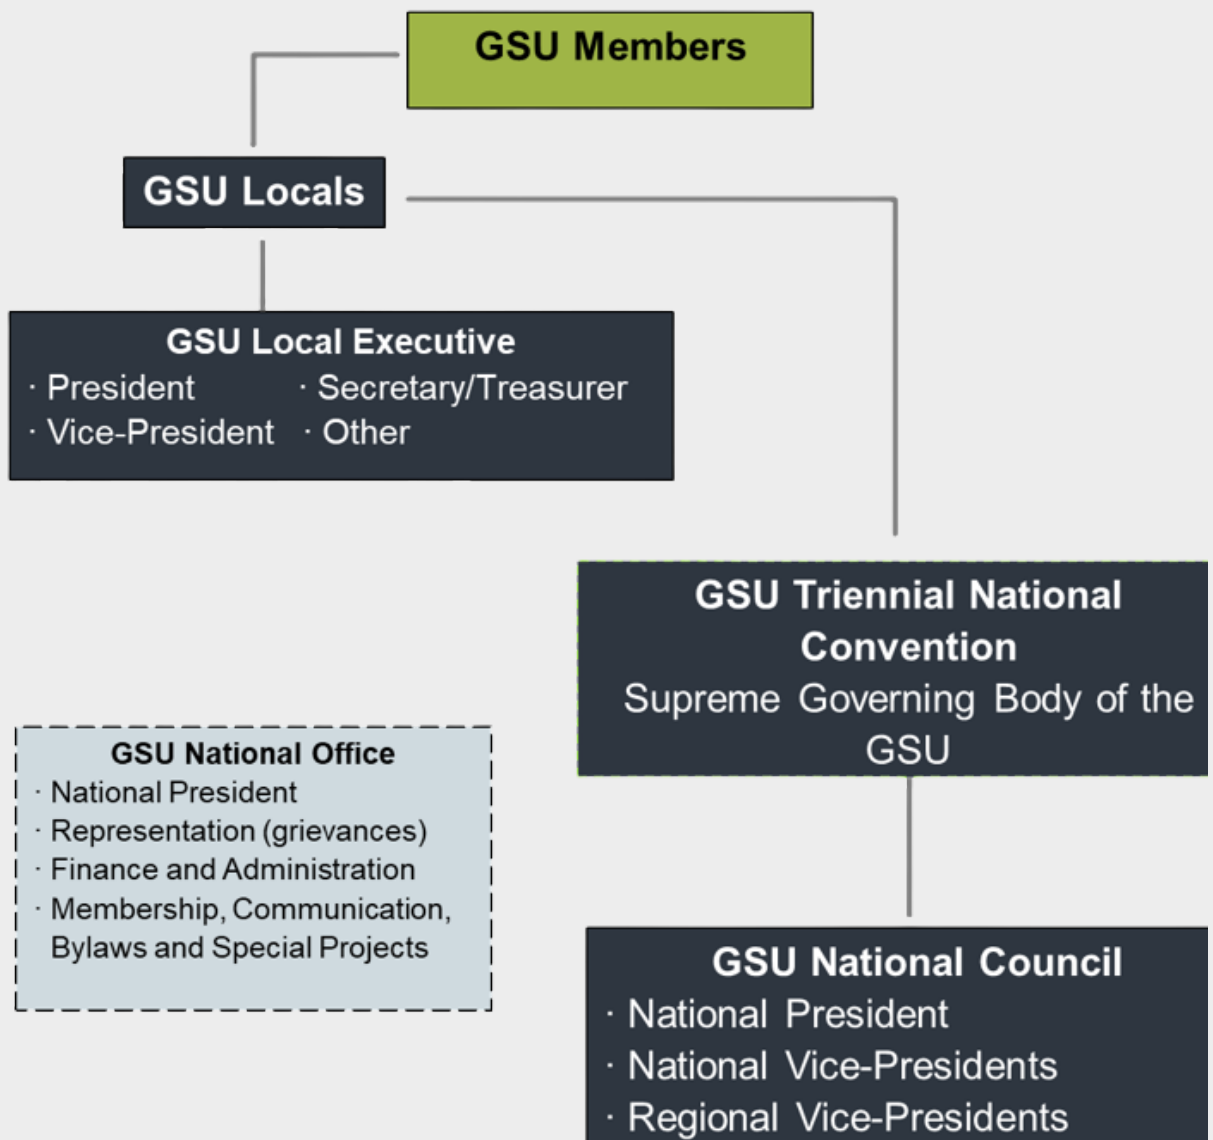 GSU Members
GSU Locals
GSU Local Executive
· President · Secretary/Treasurer
· Vice-President · Other
GSU Triennial National
Convention
Supreme Governing Body of the
GSU
GSU National Office
· National President
· Representation (grievances)
· Finance and Administration
· Membership, Communication,
Bylaws and Special Projects
GSU National Council
· National President
· National Vice-Presidents
· Regional Vice-Presidents